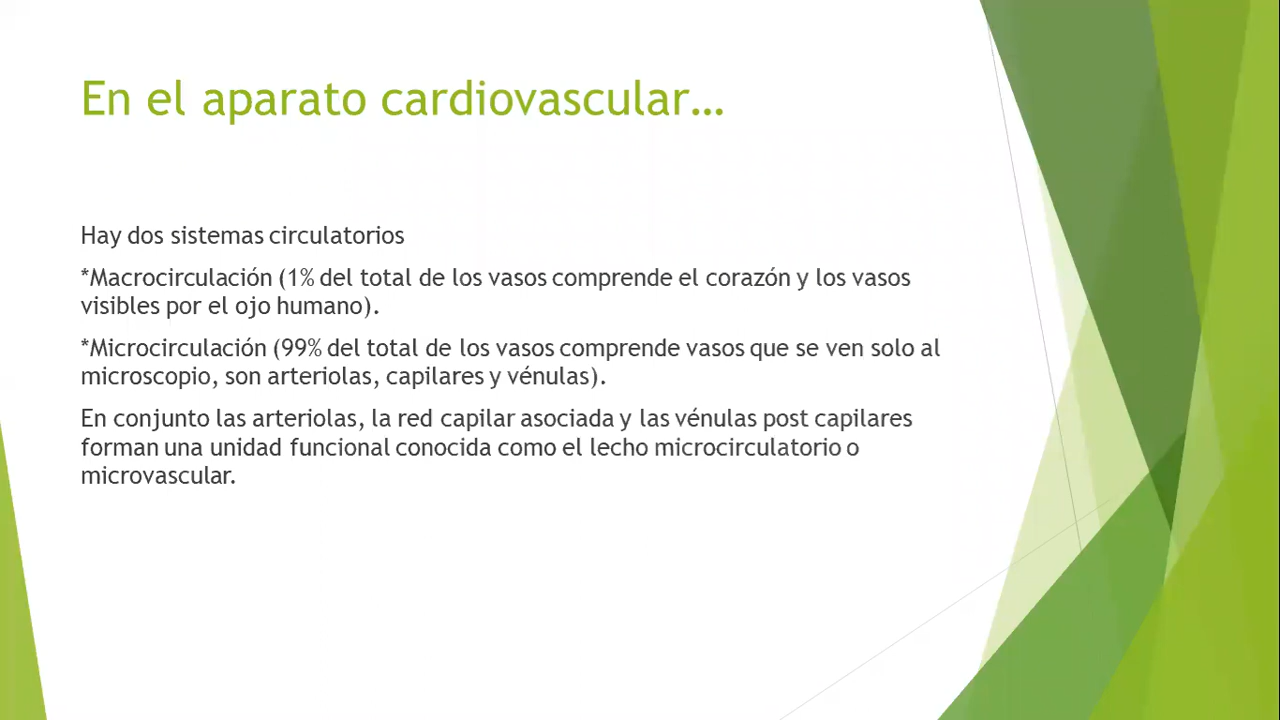 En el aparato cardiovascular...
Hay dos sistemas circulatorios
*Macrocirculación (1% del total de los vasos comprende el corazón y los vasos
visibles por el ojo humano).
*Microcirculación (99% del total de los vasos comprende vasos que se ven solo al
microscopio, son arteriolas, capilares y vénulas).
En conjunto las arteriolas, la red capilar asociada y las vénulas post capilares
forman una unidad funcional conocida como el lecho microcirculatorio o
microvascular.